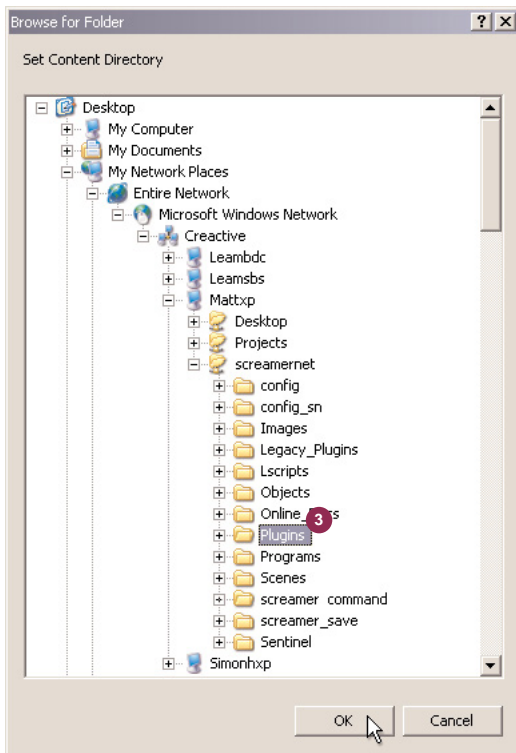 Browse for Folder
?
Set Content Directory
Desktop
My Computer
My Documents
My Network Places
Entire Network
Microsoft Windows Network
Creactive
Leambdc
Leamsbs
Mattxp
Desktop
Projects
screamernet
config
config_sn
Images
Legacy_Plugins
Lscripts
Objects
3
Plugins
Programs
Scenes
screamer command
screamer_save
Sentinel
Simonhxp
OK
Cancel